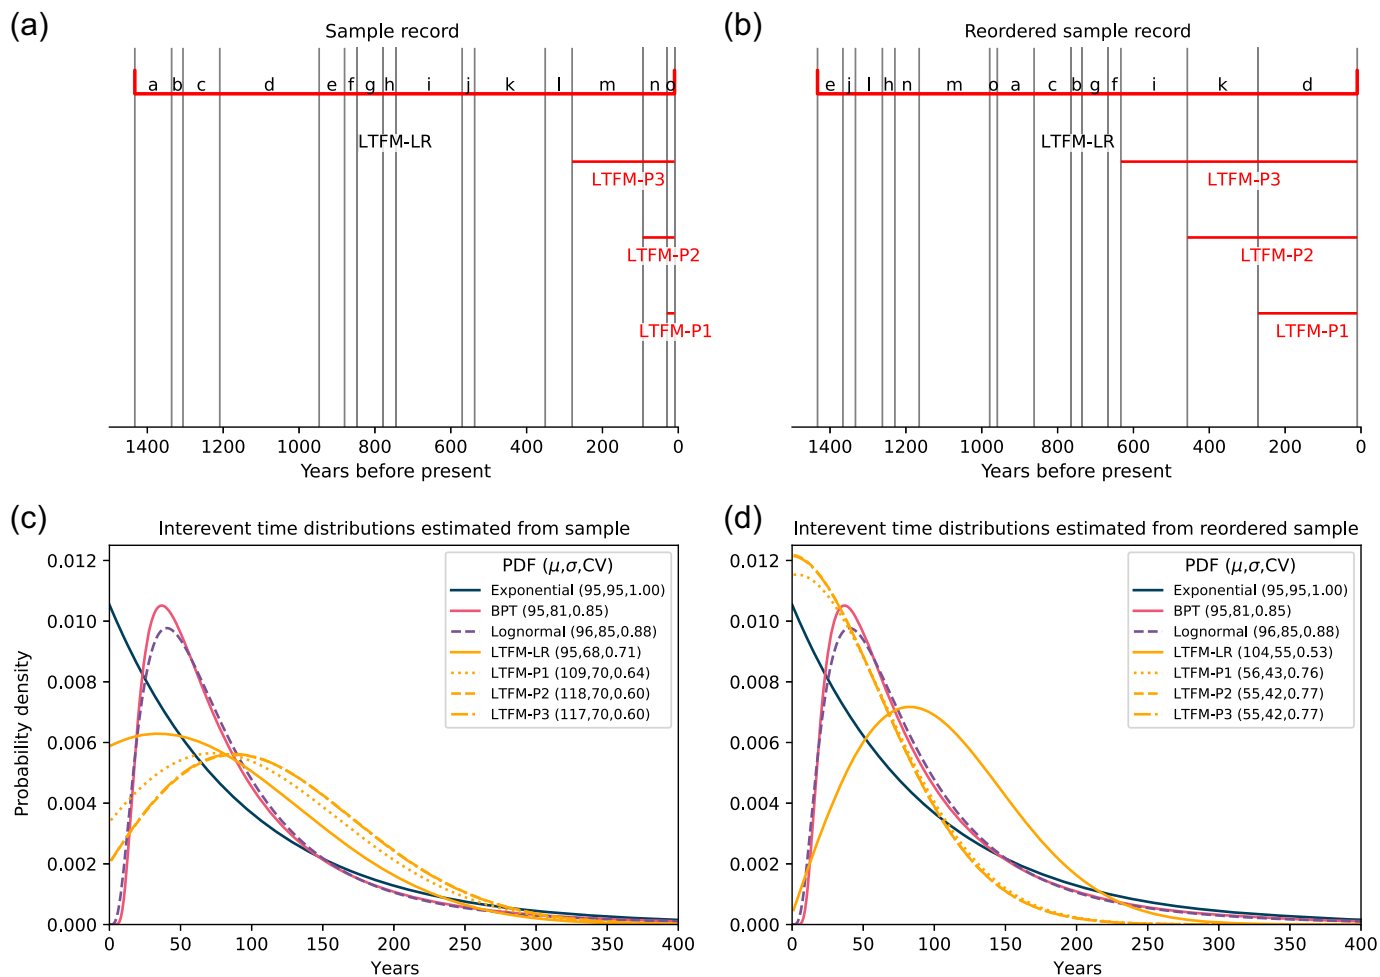 (a)
Sample record
a b c d e f g h i j k l m n o
LTFM-LR
LTFM-P3
LTFM-P2
LTFM-P1
1400 1200 1000 800 600 400 200 0
Years before present
(b)
Reordered sample record
e j l h n m o a c b g f i k d
LTFM-LR
LTFM-P3
LTFM-P2
LTFM-P1
1400 1200 1000 800 600 400 200 0
Years before present
(c)
Interevent time distributions estimated from sample
PDF (μ,σ,CV)
Exponential (95,95,1.00)
BPT (95,81,0.85)
Lognormal (96,85,0.88)
LTFM-LR (95,68,0.71)
LTFM-P1 (109,70,0.64)
LTFM-P2 (118,70,0.60)
LTFM-P3 (117,70,0.60)
Probability density
0.012
0.010
0.008
0.006
0.004
0.002
0.000
0 50 100 150 200 250 300 350 400
Years
(d)
Interevent time distributions estimated from reordered sample
PDF (μ,σ,CV)
Exponential (95,95,1.00)
BPT (95,81,0.85)
Lognormal (96,85,0.88)
LTFM-LR (104,55,0.53)
LTFM-P1 (56,43,0.76)
LTFM-P2 (55,42,0.77)
LTFM-P3 (55,42,0.77)
0.012
0.010
0.008
0.006
0.004
0.002
0.000
0 50 100 150 200 250 300 350 400
Years